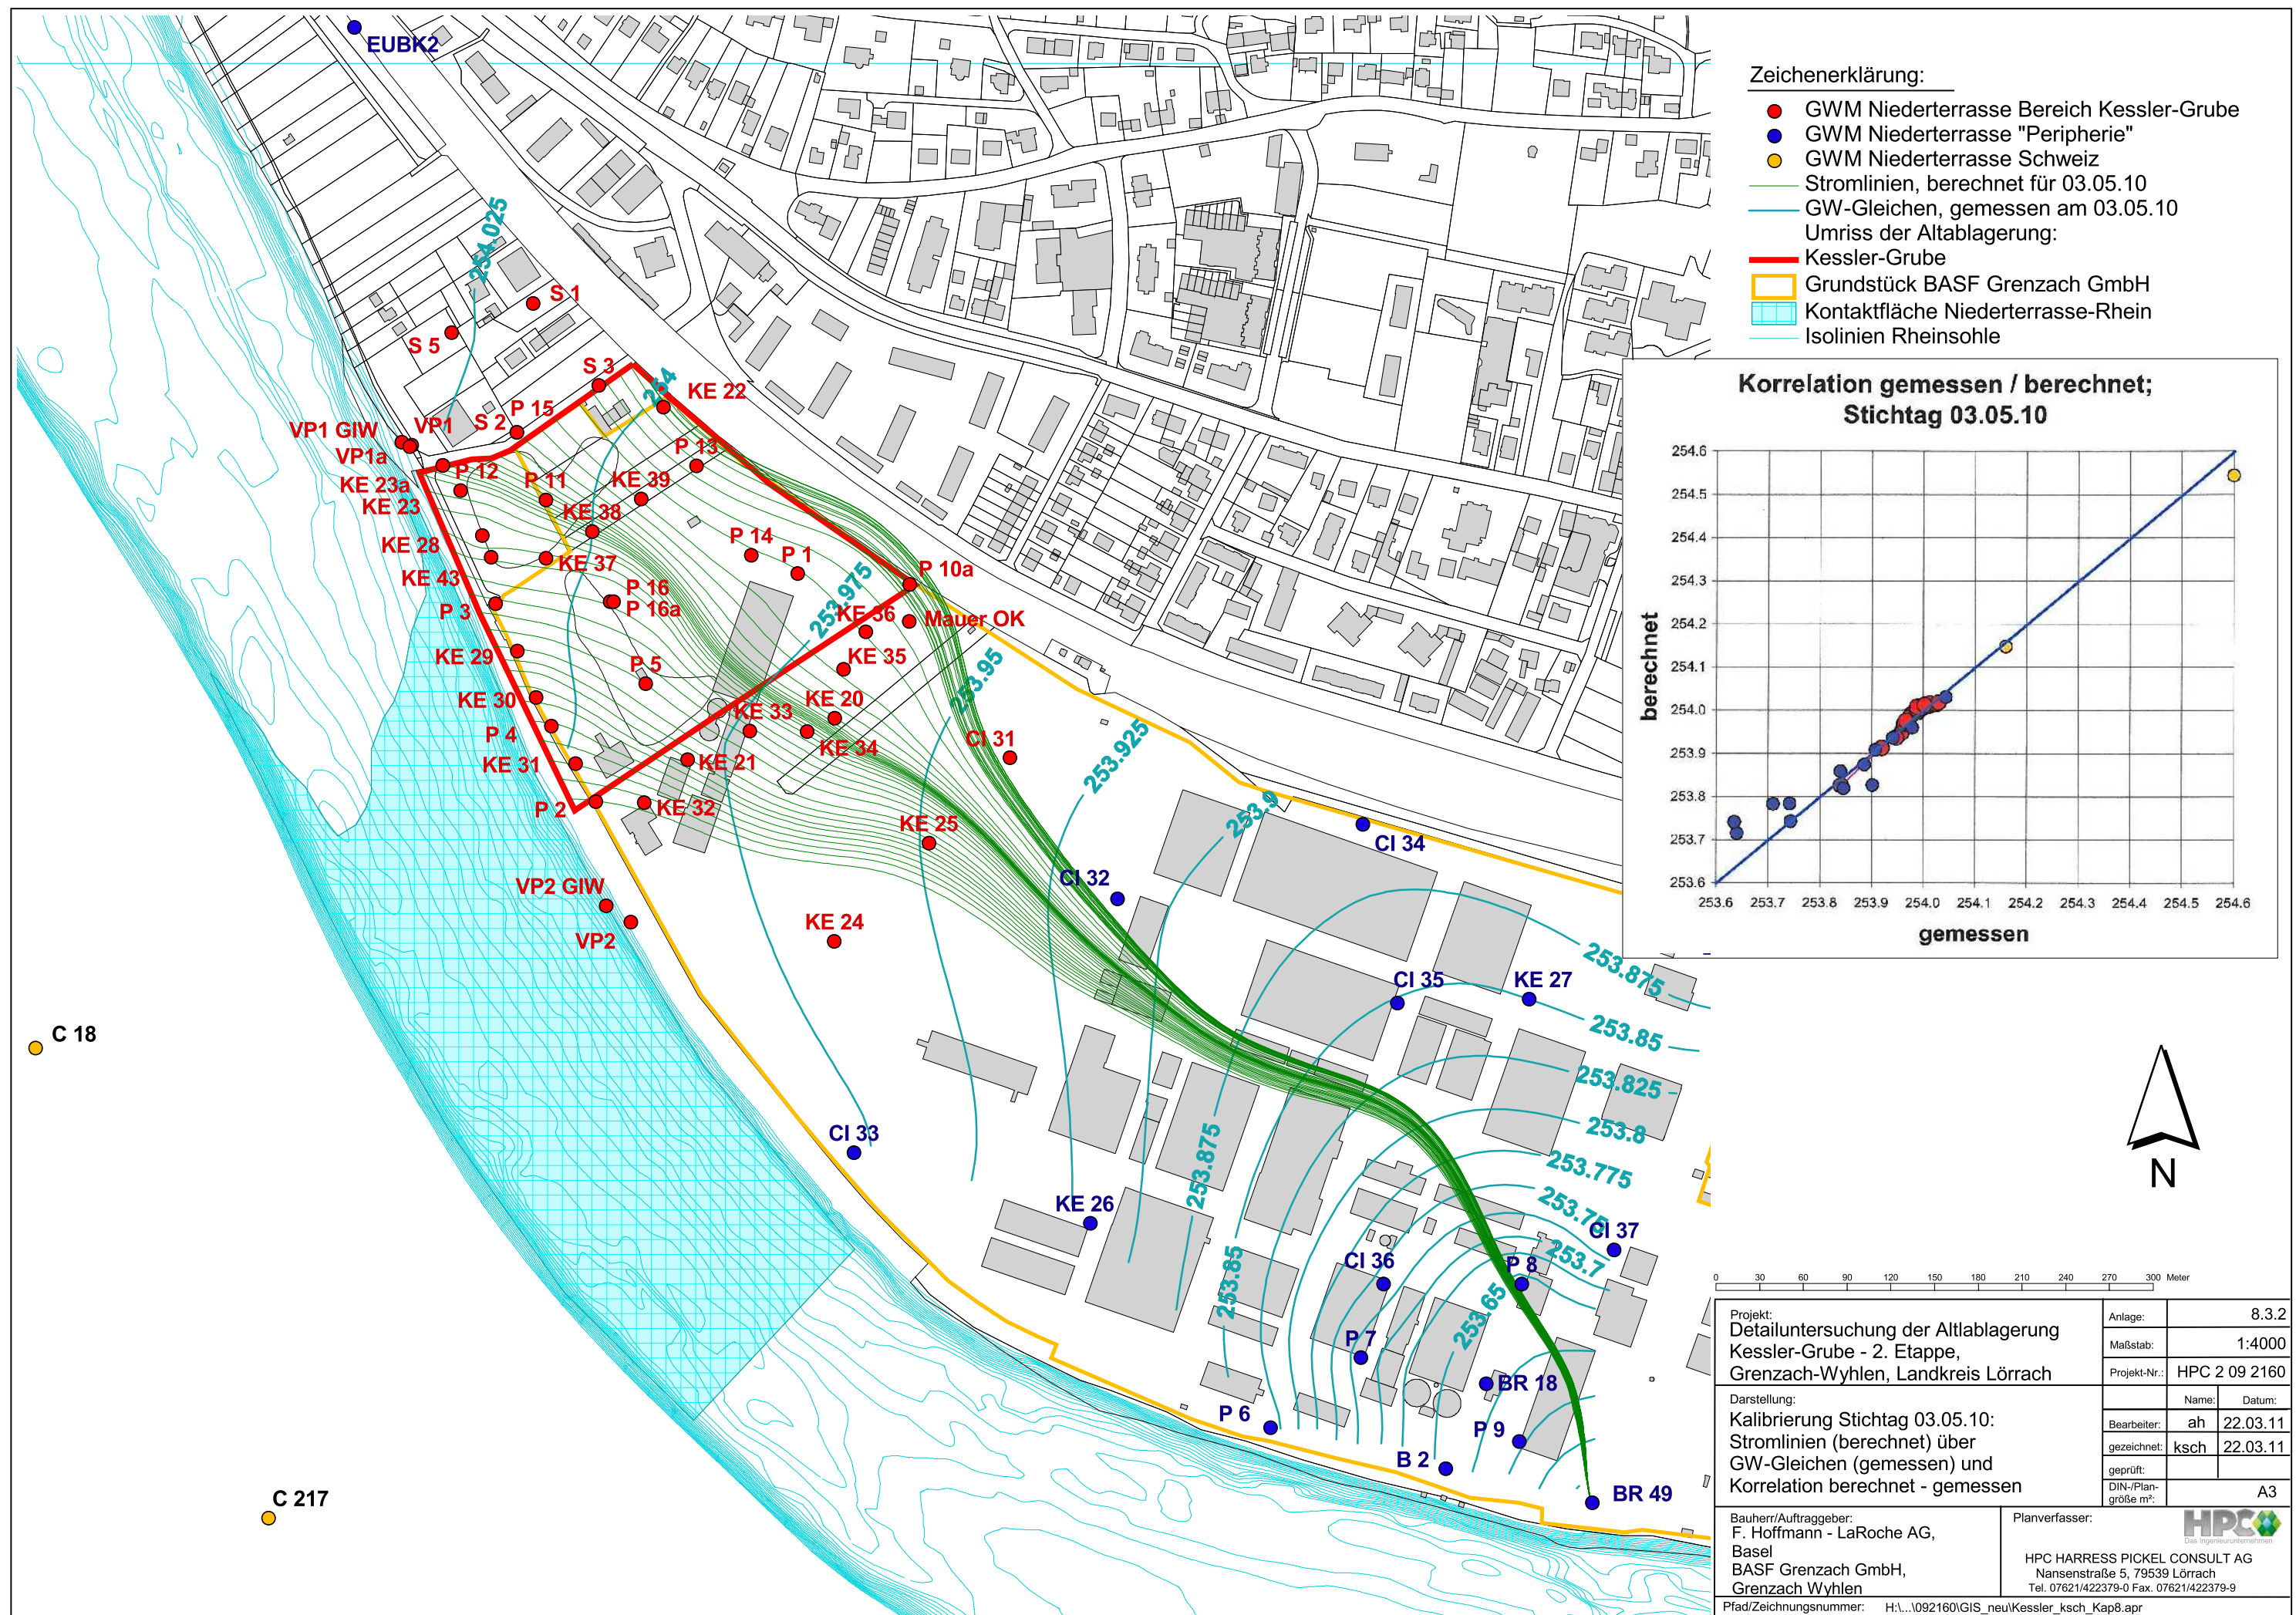 EUBK2
254.025
S 1
S 5
S 3
254
KE 22
P 15
S 2
VP1
VP1 GIW
VP1a
P 13
P 12
P 11
KE 39
KE 23a
KE 23
KE 38
KE 28
P 14
P 1
KE 37
P 10a
KE 43
253.975
P 16
P 16a
P 3
KE 36
Mauer OK
KE 29
P 5
KE 35
253.95
KE 30
KE 20
KE 33
P 4
KE 34
CI 31
253.925
KE 31
KE 21
P 2
KE 32
253.9
KE 25
CI 34
CI 32
VP2 GIW
VP2
KE 24
253.875
CI 35
KE 27
C 18
253.85
253.825
253.8
CI 33
253.875
253.775
KE 26
253.75
CI 37
253.85
CI 36
P 8
253.7
253.65
P 7
BR 18
P 6
P 9
B 2
BR 49
C 217
Zeichenerklärung:
GWM Niederterrasse Bereich Kessler-Grube
GWM Niederterrasse "Peripherie"
GWM Niederterrasse Schweiz
Stromlinien, berechnet für 03.05.10
GW-Gleichen, gemessen am 03.05.10
Umriss der Altablagerung:
Kessler-Grube
Grundstück BASF Grenzach GmbH
Kontaktfläche Niederterrasse-Rhein
Isolinien Rheinsohle
Korrelation gemessen / berechnet;
Stichtag 03.05.10
254.6
254.5
254.4
254.3
254.2
254.1
254.0
253.9
253.8
253.7
253.6
berechnet
253.6 253.7 253.8 253.9 254.0 254.1 254.2 254.3 254.4 254.5 254.6
gemessen
N
0 30 60 90 120 150 180 210 240 270 300 Meter
Projekt:
Detailuntersuchung der Altlablagerung
Kessler-Grube - 2. Etappe,
Grenzach-Wyhlen, Landkreis Lörrach
Anlage: 8.3.2
Maßstab: 1:4000
Projekt-Nr.: HPC 2 09 2160
Darstellung:
Kalibrierung Stichtag 03.05.10:
Stromlinien (berechnet) über
GW-Gleichen (gemessen) und
Korrelation berechnet - gemessen
Name: Datum:
Bearbeiter: ah 22.03.11
gezeichnet: ksch 22.03.11
geprüft:
DIN-/Plan-
größe m²: A3
Bauherr/Auftraggeber:
F. Hoffmann - LaRoche AG,
Basel
BASF Grenzach GmbH,
Grenzach Wyhlen
Planverfasser:
HPC
Das Ingenieurunternehmen
HPC HARRESS PICKEL CONSULT AG
Nansenstraße 5, 79539 Lörrach
Tel. 07621/422379-0 Fax. 07621/422379-9
Pfad/Zeichnungsnummer: H:\...\092160\GIS_neu\Kessler_ksch_Kap8.apr